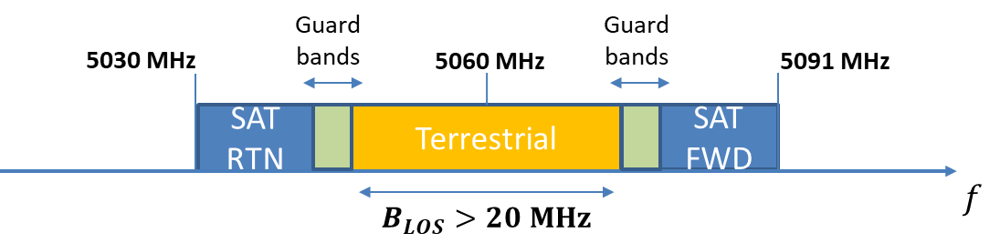 Guard
bands
Guard
bands
5030 MHz
5060 MHz
5091 MHz
SAT
RTN
Terrestrial
SAT
FWD
f
B_LOS > 20 MHz